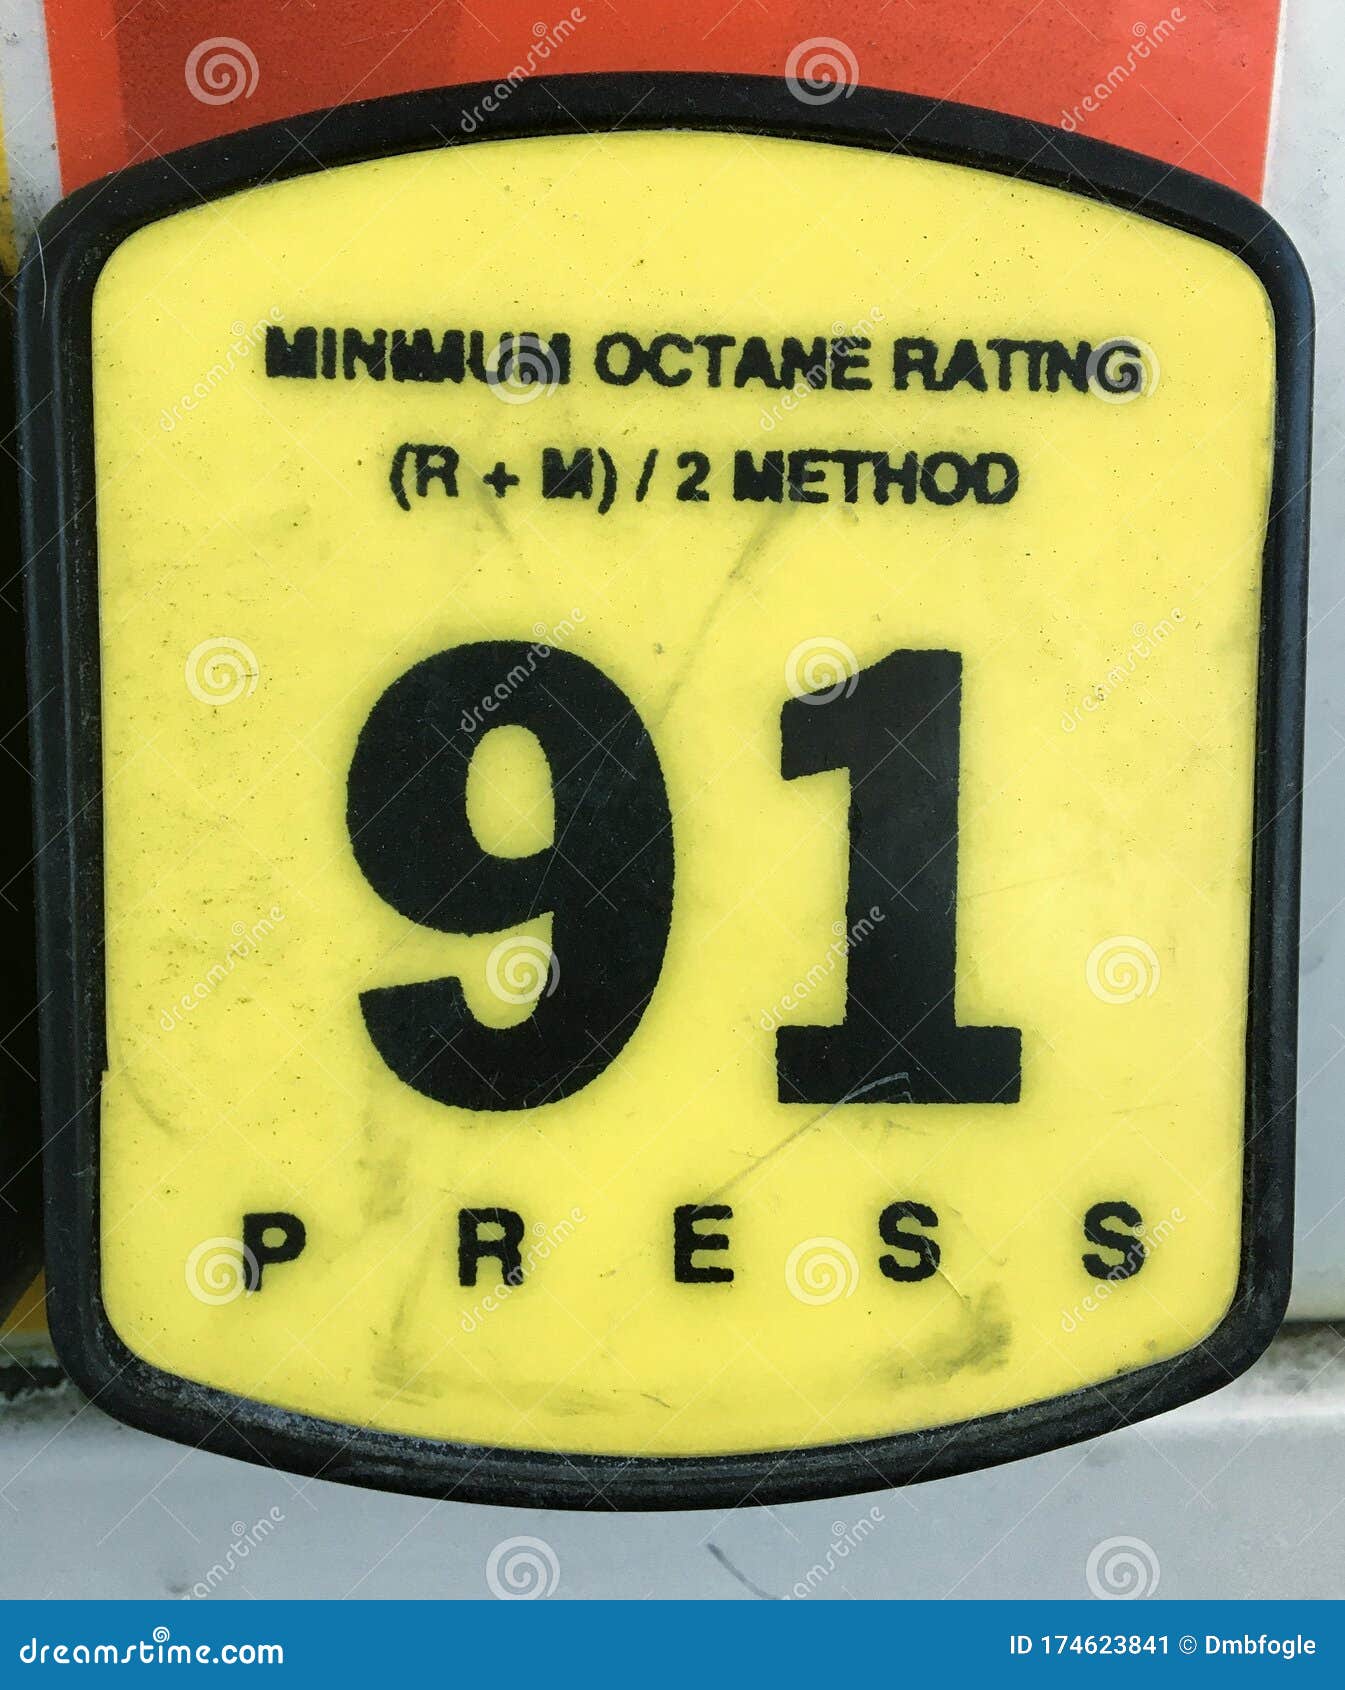 MINIMUM OCTANE RATING
(R + M) / 2 METHOD
91
PRESS
dreamstime.com
ID 174623841 © Dmbfogle